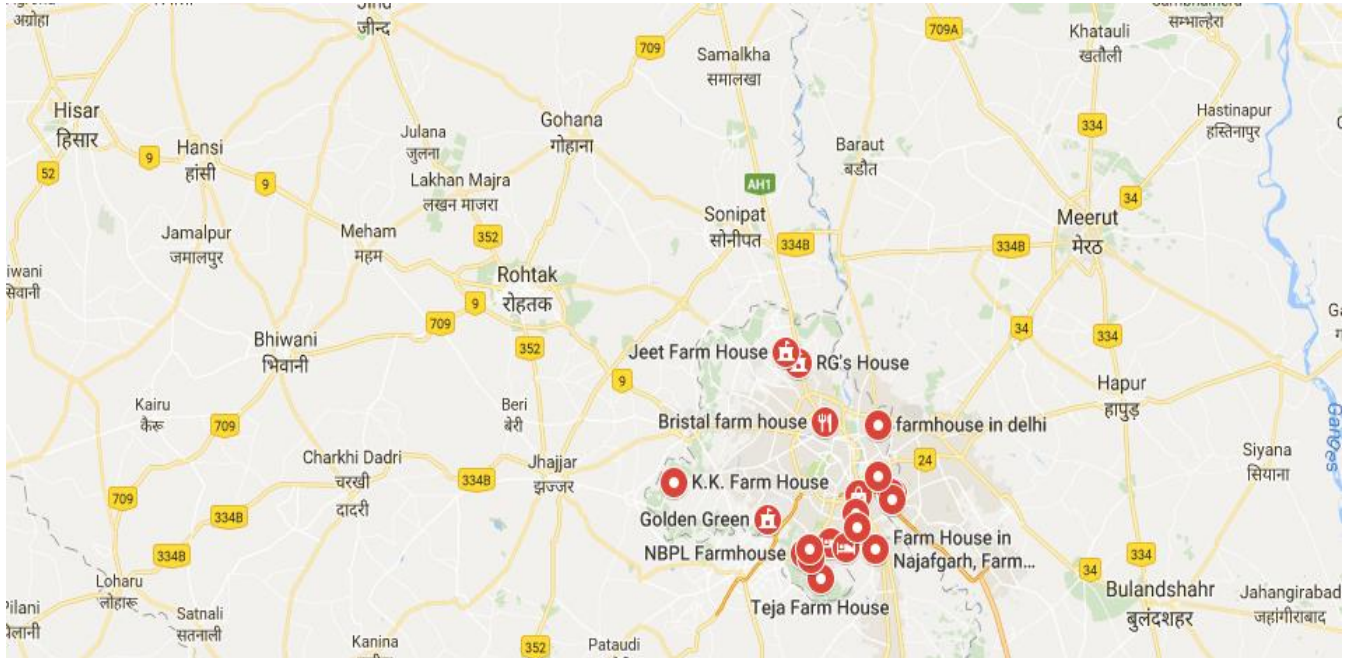 अग्रोहा
जीन्द
709
Samalkha
समालखा
709A
Khatauli
खतौली
सम्भाल्हेरा
Hisar
हिसार
Hansi
हांसी
9
52
9
Julana
जुलना
Gohana
गोहाना
Baraut
बड़ौत
334
Hastinapur
हस्तिनापुर
Lakhan Majra
लखन माजरा
AH1
34
Jamalpur
जमालपुर
Meham
महम
352
Sonipat
सोनीपत
334B
334B
Meerut
मेरठ
iwani
Rohtak
रोहतक
9
709
Bhiwani
भिवानी
352
34
334
Jeet Farm House
RG's House
9
Hapur
हापुड़
Kairu
कैरू
709
Beri
बेरी
Bristal farm house
farmhouse in delhi
Ganges
Charkhi Dadri
चरखी
दादरी
334B
Jhajjar
झज्जर
K.K. Farm House
24
Siyana
सियाना
709
334B
Golden Green
334B
NBPL Farmhouse
Farm House in
Najafgarh, Farm...
334
Loharu
लोहारू
Teja Farm House
34
Bulandshahr
बुलंदशहर
Jahangirabad
जहांगीराबाद
Pilani
Satnali
सतनाली
Kanina
352
Pataudi